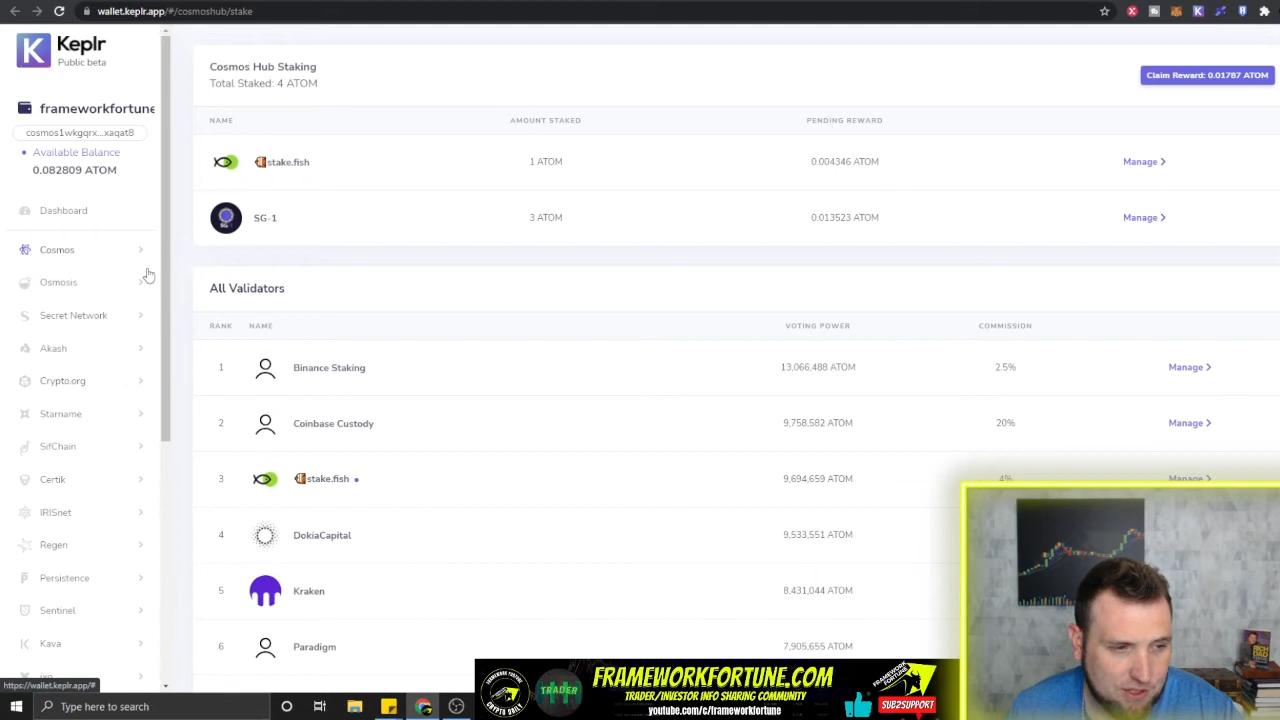 wallet.keplr.app/#/cosmoshub/stake
Keplr
Public beta
frameworkfortune
cosmos1wkgqrx...xaqat8
Available Balance
0.082809 ATOM
Dashboard
Cosmos
Osmosis
Secret Network
Akash
Crypto.org
Starname
SifChain
Certik
IRISnet
Regen
Persistence
Sentinel
Kava
ixo
https://wallet.keplr.app/#
Cosmos Hub Staking
Total Staked: 4 ATOM
Claim Reward: 0.01787 ATOM
NAME AMOUNT STAKED PENDING REWARD
stake.fish 1 ATOM 0.004346 ATOM Manage
SG-1 3 ATOM 0.013523 ATOM Manage
All Validators
RANK NAME VOTING POWER COMMISSION
1 Binance Staking 13,066,488 ATOM 2.5% Manage
2 Coinbase Custody 9,758,582 ATOM 20% Manage
3 stake.fish 9,694,659 ATOM 4% Manage
4 DokiaCapital 9,533,551 ATOM
5 Kraken 8,431,044 ATOM
6 Paradigm 7,905,655 ATOM
TRADER
FRAMEWORKFORTUNE.COM
TRADER/INVESTOR INFO SHARING COMMUNITY
youtube.com/c/frameworkfortune
SUB2SUPPORT
Type here to search